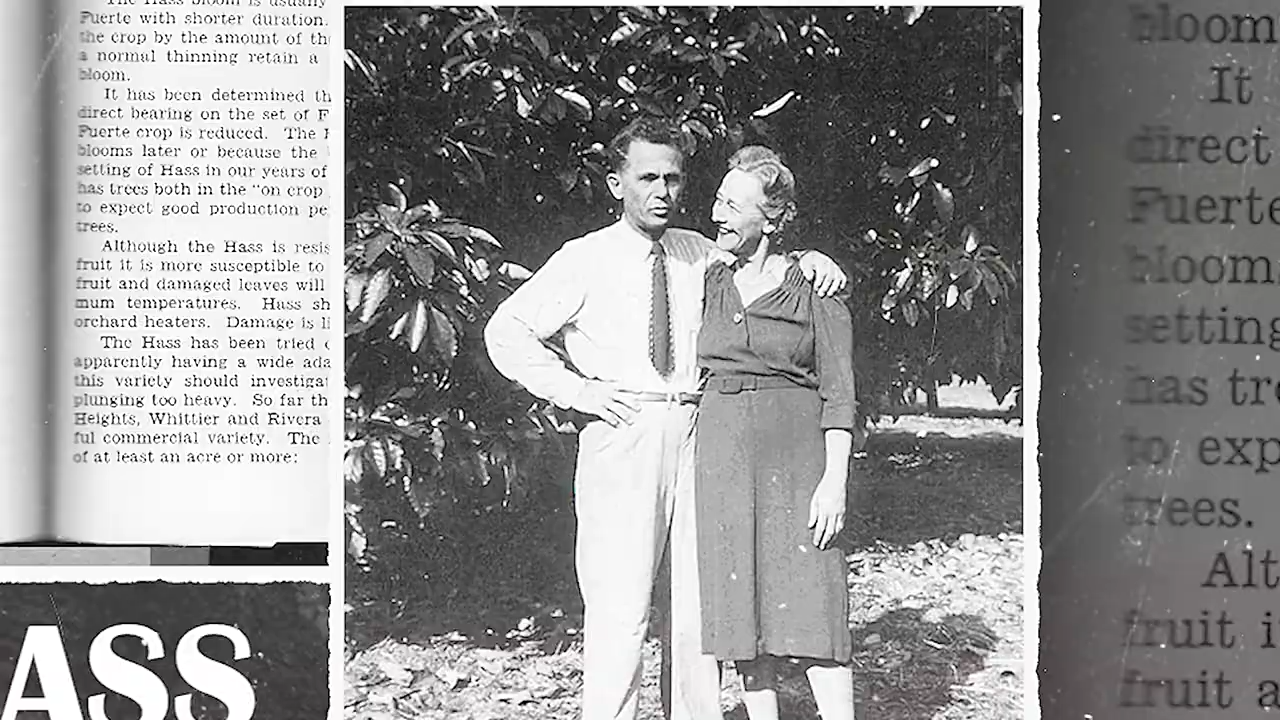 The Hass bloom is usually
Fuerte with shorter duration.
the crop by the amount of th
a normal thinning retain a
bloom.
It has been determined th
direct bearing on the set of F
Fuerte crop is reduced. The
blooms later or because the
setting of Hass in our years of
has trees both in the "on crop
to expect good production pe
trees.
Although the Hass is resis
fruit it is more susceptible to
fruit and damaged leaves will
mum temperatures. Hass sh
orchard heaters. Damage is li
The Hass has been tried
apparently having a wide ada
this variety should investigat
plunging too heavy. So far th
Heights, Whittier and Rivera
ful commercial variety. The
of at least an acre or more:
ASS
bloom
It
direct
Fuerte
bloom
setting
has tre
to exp
trees.
Alt
fruit i
fruit a